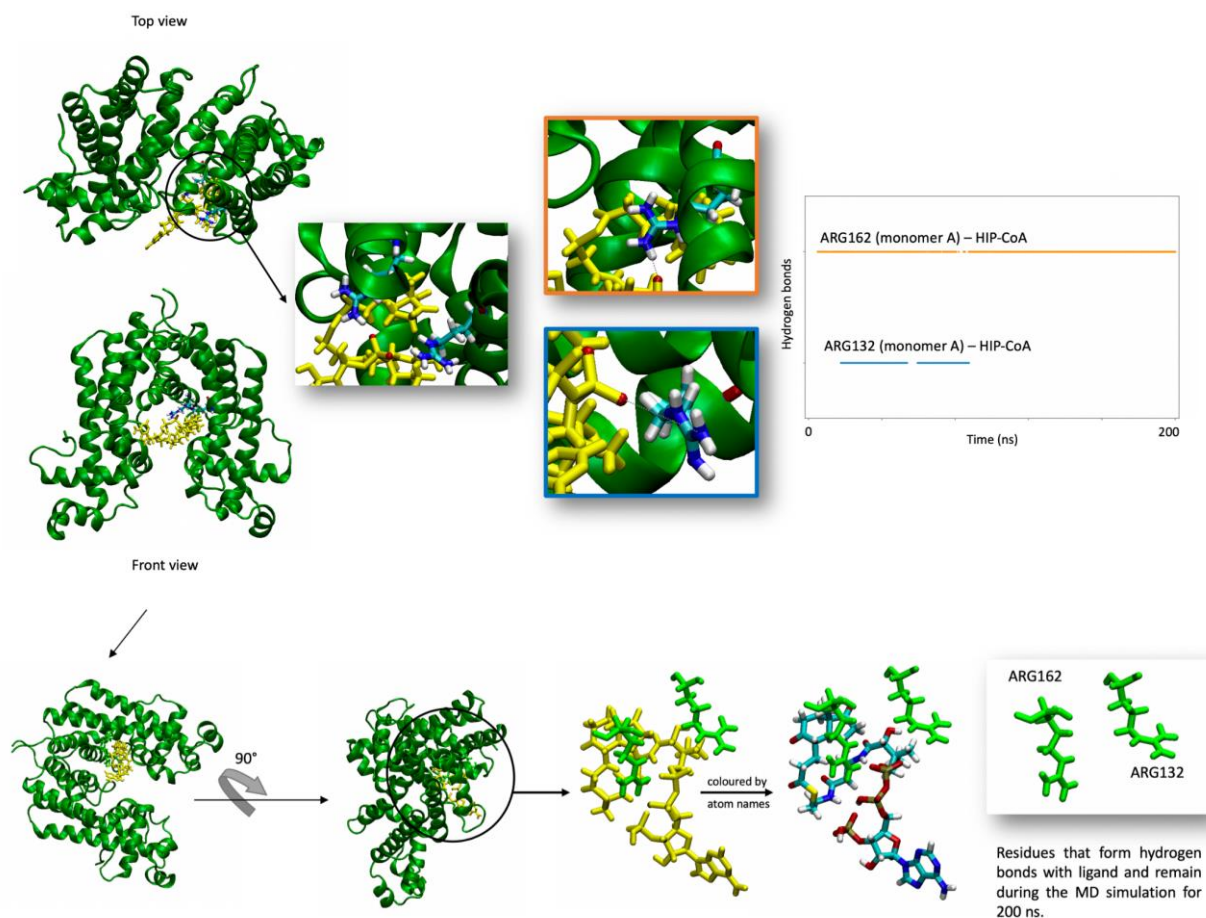 Top view
Hydrogen bonds
ARG162 (monomer A) – HIP-CoA
ARG132 (monomer A) – HIP-CoA
0
Time (ns)
200
Front view
90°
coloured by
atom names
ARG162
ARG132
Residues that form hydrogen
bonds with ligand and remain
during the MD simulation for
200 ns.